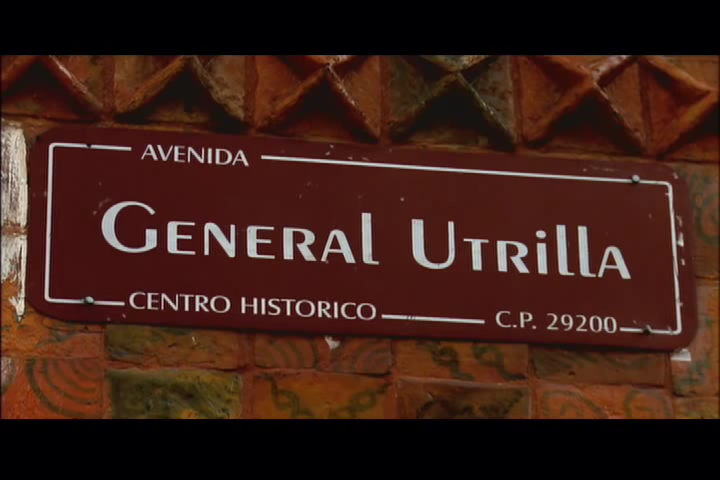 AVENIDA
GENERAL UTRILLA
CENTRO HISTORICO
C.P. 29200